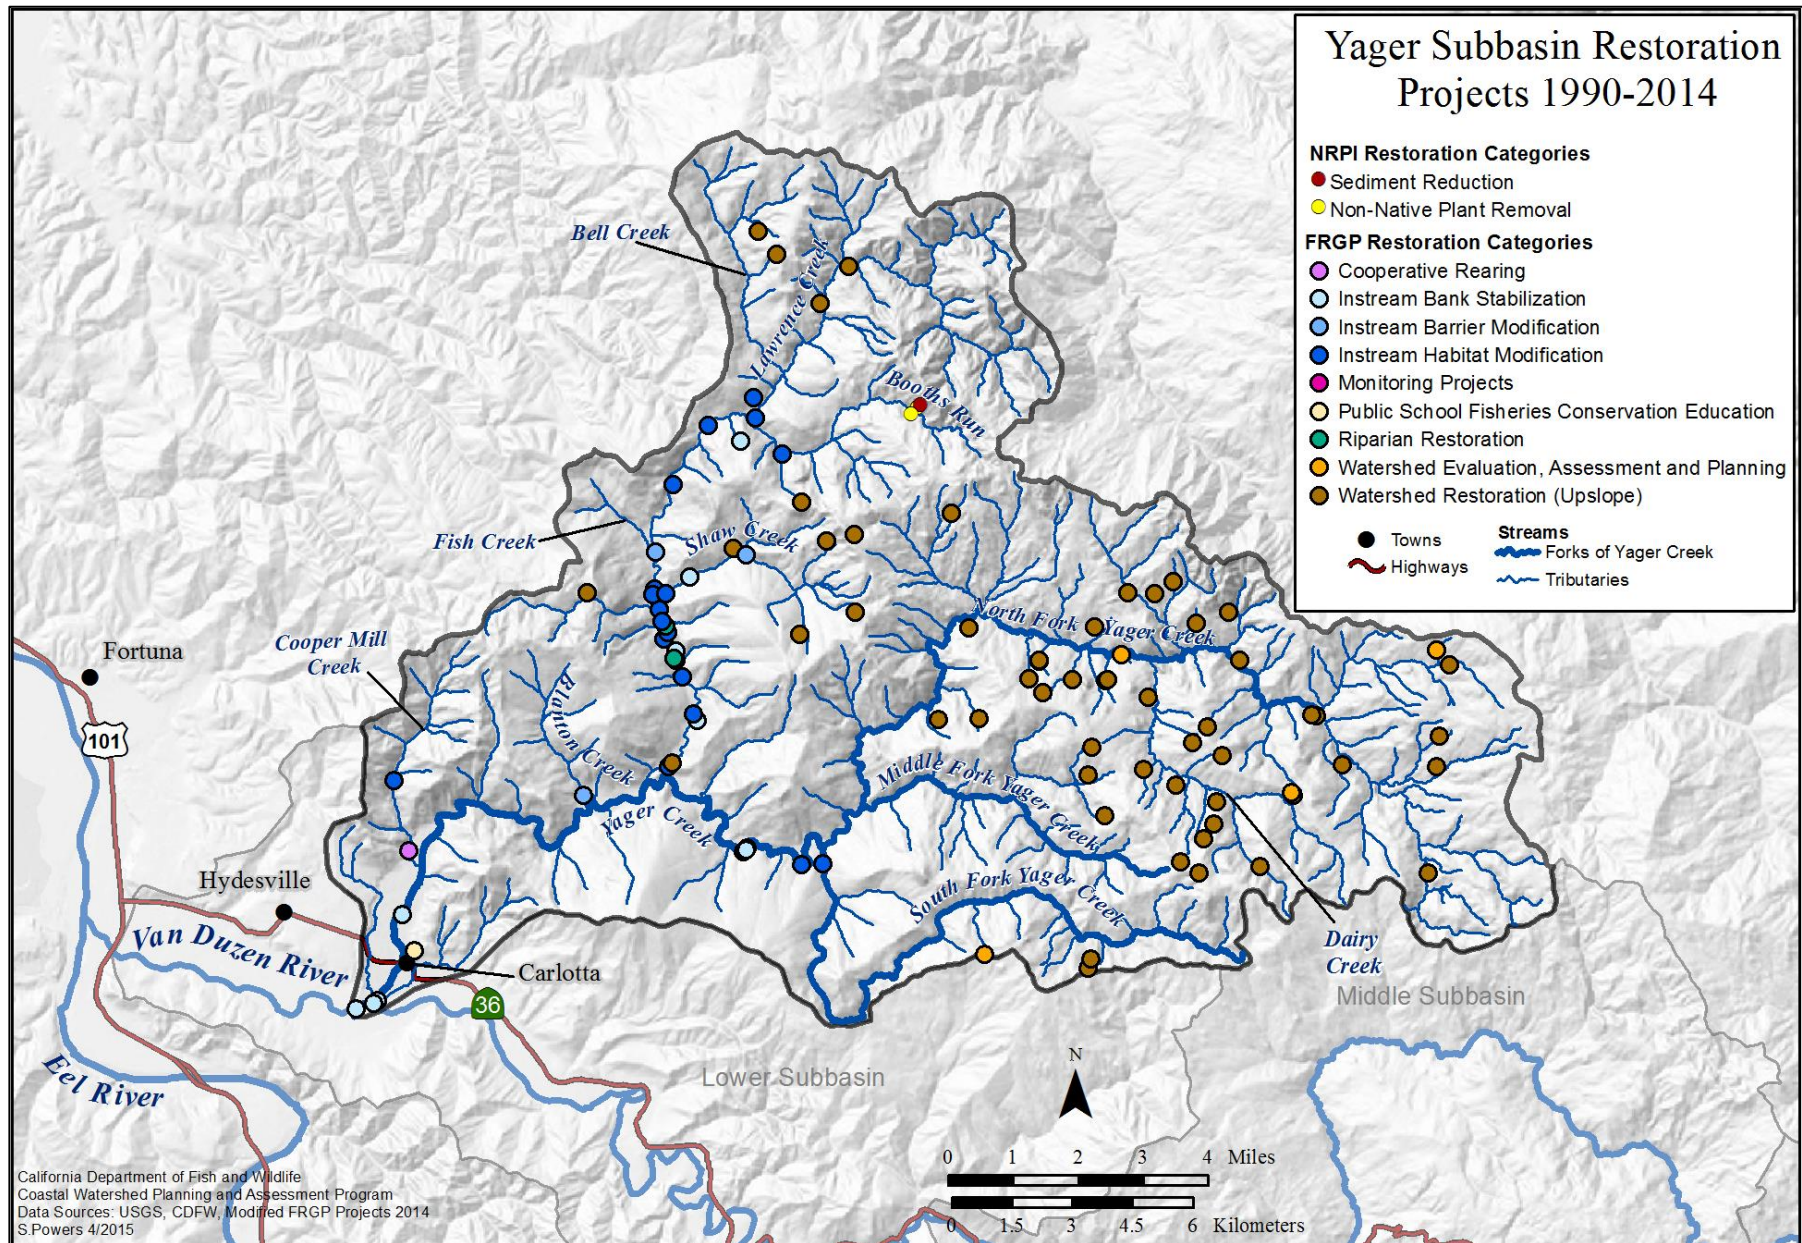 Yager Subbasin Restoration
Projects 1990-2014
NRPI Restoration Categories
Sediment Reduction
Non-Native Plant Removal
FRGP Restoration Categories
Cooperative Rearing
Instream Bank Stabilization
Instream Barrier Modification
Instream Habitat Modification
Monitoring Projects
Public School Fisheries Conservation Education
Riparian Restoration
Watershed Evaluation, Assessment and Planning
Watershed Restoration (Upslope)
Towns
Highways
Streams
Forks of Yager Creek
Tributaries
Bell Creek
Lawrence Creek
Booths Run
Fish Creek
Shaw Creek
Cooper Mill
Creek
Blanton Creek
North Fork Yager Creek
Middle Fork Yager Creek
Yager Creek
South Fork Yager Creek
Dairy
Creek
Fortuna
101
Hydesville
Van Duzen River
Carlotta
36
Eel River
Middle Subbasin
Lower Subbasin
N
0 1 2 3 4 Miles
0 1.5 3 4.5 6 Kilometers
California Department of Fish and Wildlife
Coastal Watershed Planning and Assessment Program
Data Sources: USGS, CDFW, Modified FRGP Projects 2014
S.Powers 4/2015